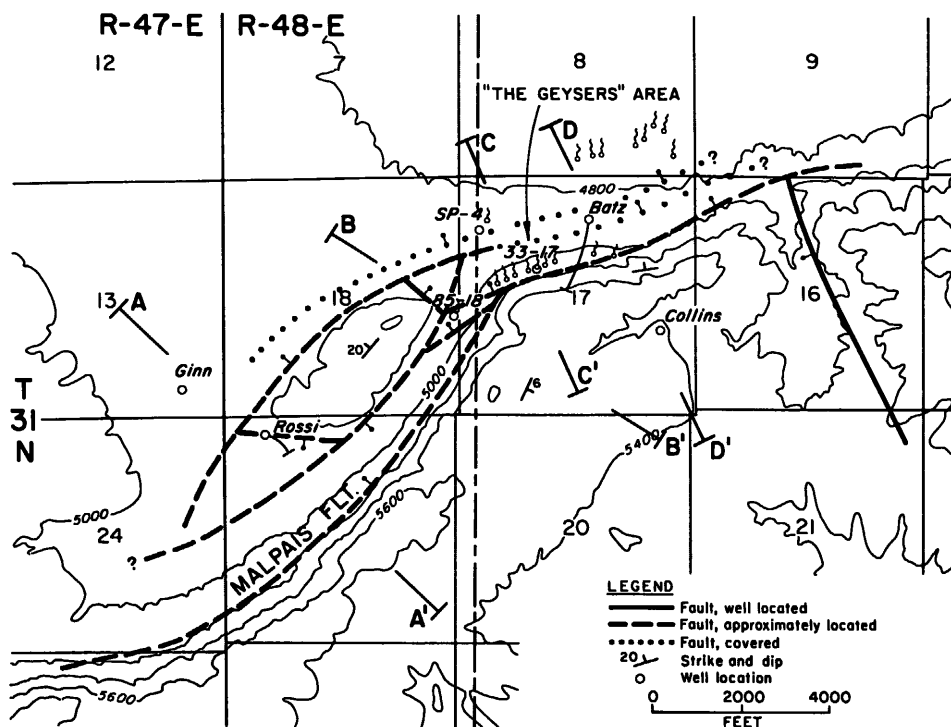 R-47-E R-48-E
12 7 8 9
"THE GEYSERS" AREA
C D
? ?
4800
SP-4 Batz
B
33-17
13 A 18 85-18 17 16
Collins
20
Ginn
5000 C' 6
T
31
N
Rossi
5400
B' D'
5000
24 20 21
MALPAIS FLT.
5600
?
A'
5600
LEGEND
Fault, well located
Fault, approximately located
Fault, covered
20 Strike and dip
Well location
0 2000 4000
FEET